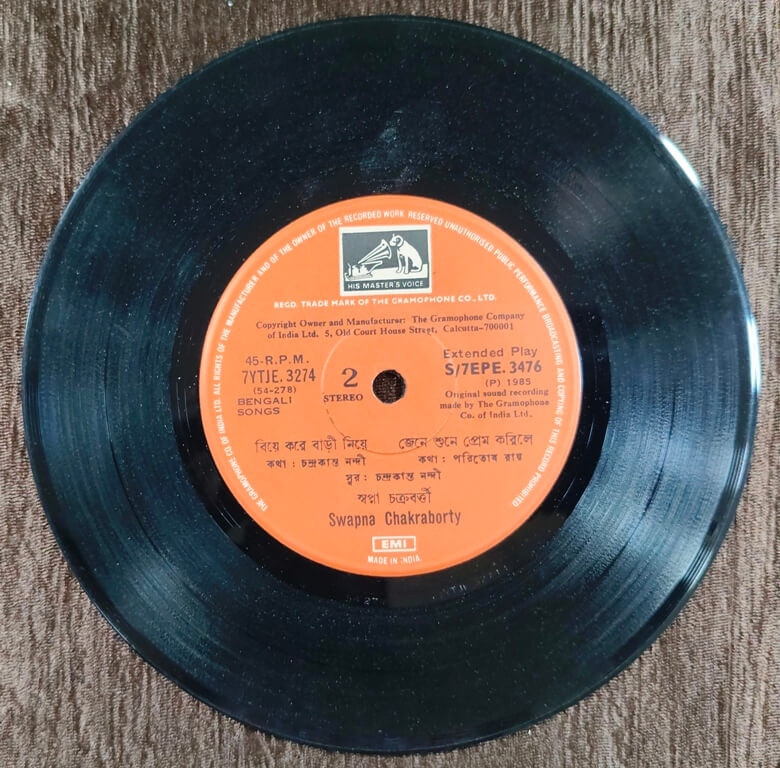 THE GRAMOPHONE CO OF INDIA LTD. ALL RIGHTS OF THE MANUFACTURER AND OF THE OWNER OF THE RECORDED WORK RESERVED UNAUTHORISED PUBLIC PERFORMANCE BROADCASTING AND COPYING OF THIS RECORD PROHIBITED
HIS MASTER'S VOICE
REGD. TRADE MARK OF THE GRAMOPHONE CO., LTD.
Copyright Owner and Manufacturer: The Gramophone Company
of India Ltd. 5, Old Court House Street, Calcutta-700001
45-R.P.M.
7YTJE. 3274
(54-278)
BENGALI
SONGS
2
STEREO
Extended Play
S/7EPE. 3476
(P) 1985
Original sound recording
made by The Gramophone
Co. of India Ltd.
বিয়ে করে বাড়ী নিয়ে জেনে শুনে প্রেম করিলে
কথা : চন্দ্রকান্ত নন্দী কথা : পরিতোষ রায়
সুর : চন্দ্রকান্ত নন্দী
স্বপ্না চক্রবর্ত্তী
Swapna Chakraborty
EMI
MADE IN INDIA.